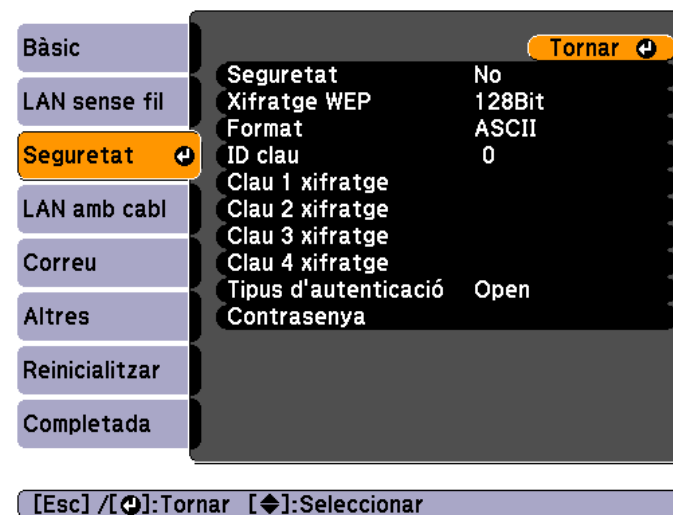 Bàsic
LAN sense fil
Seguretat
LAN amb cabl
Correu
Altres
Reinicialitzar
Completada
Tornar
Seguretat No
Xifratge WEP 128Bit
Format ASCII
ID clau 0
Clau 1 xifratge
Clau 2 xifratge
Clau 3 xifratge
Clau 4 xifratge
Tipus d'autenticació Open
Contrasenya
[Esc] /[⏎]:Tornar [◆]:Seleccionar